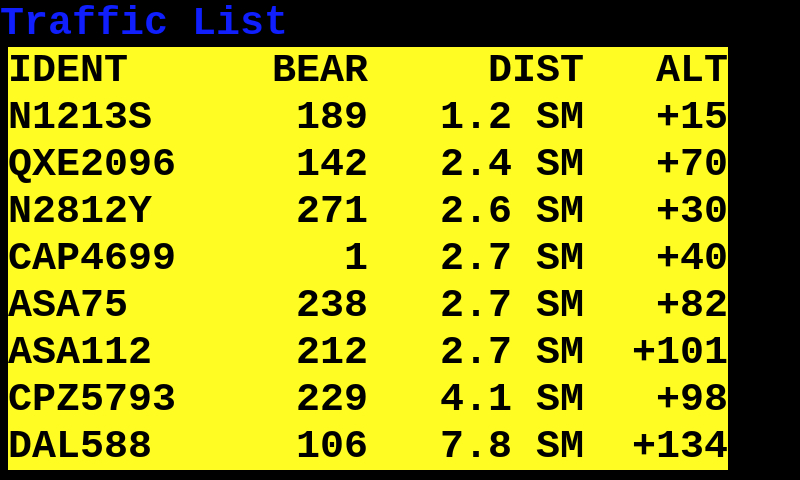 Traffic List
IDENT BEAR DIST ALT
N1213S 189 1.2 SM +15
QXE2096 142 2.4 SM +70
N2812Y 271 2.6 SM +30
CAP4699 1 2.7 SM +40
ASA75 238 2.7 SM +82
ASA112 212 2.7 SM +101
CPZ5793 229 4.1 SM +98
DAL588 106 7.8 SM +134